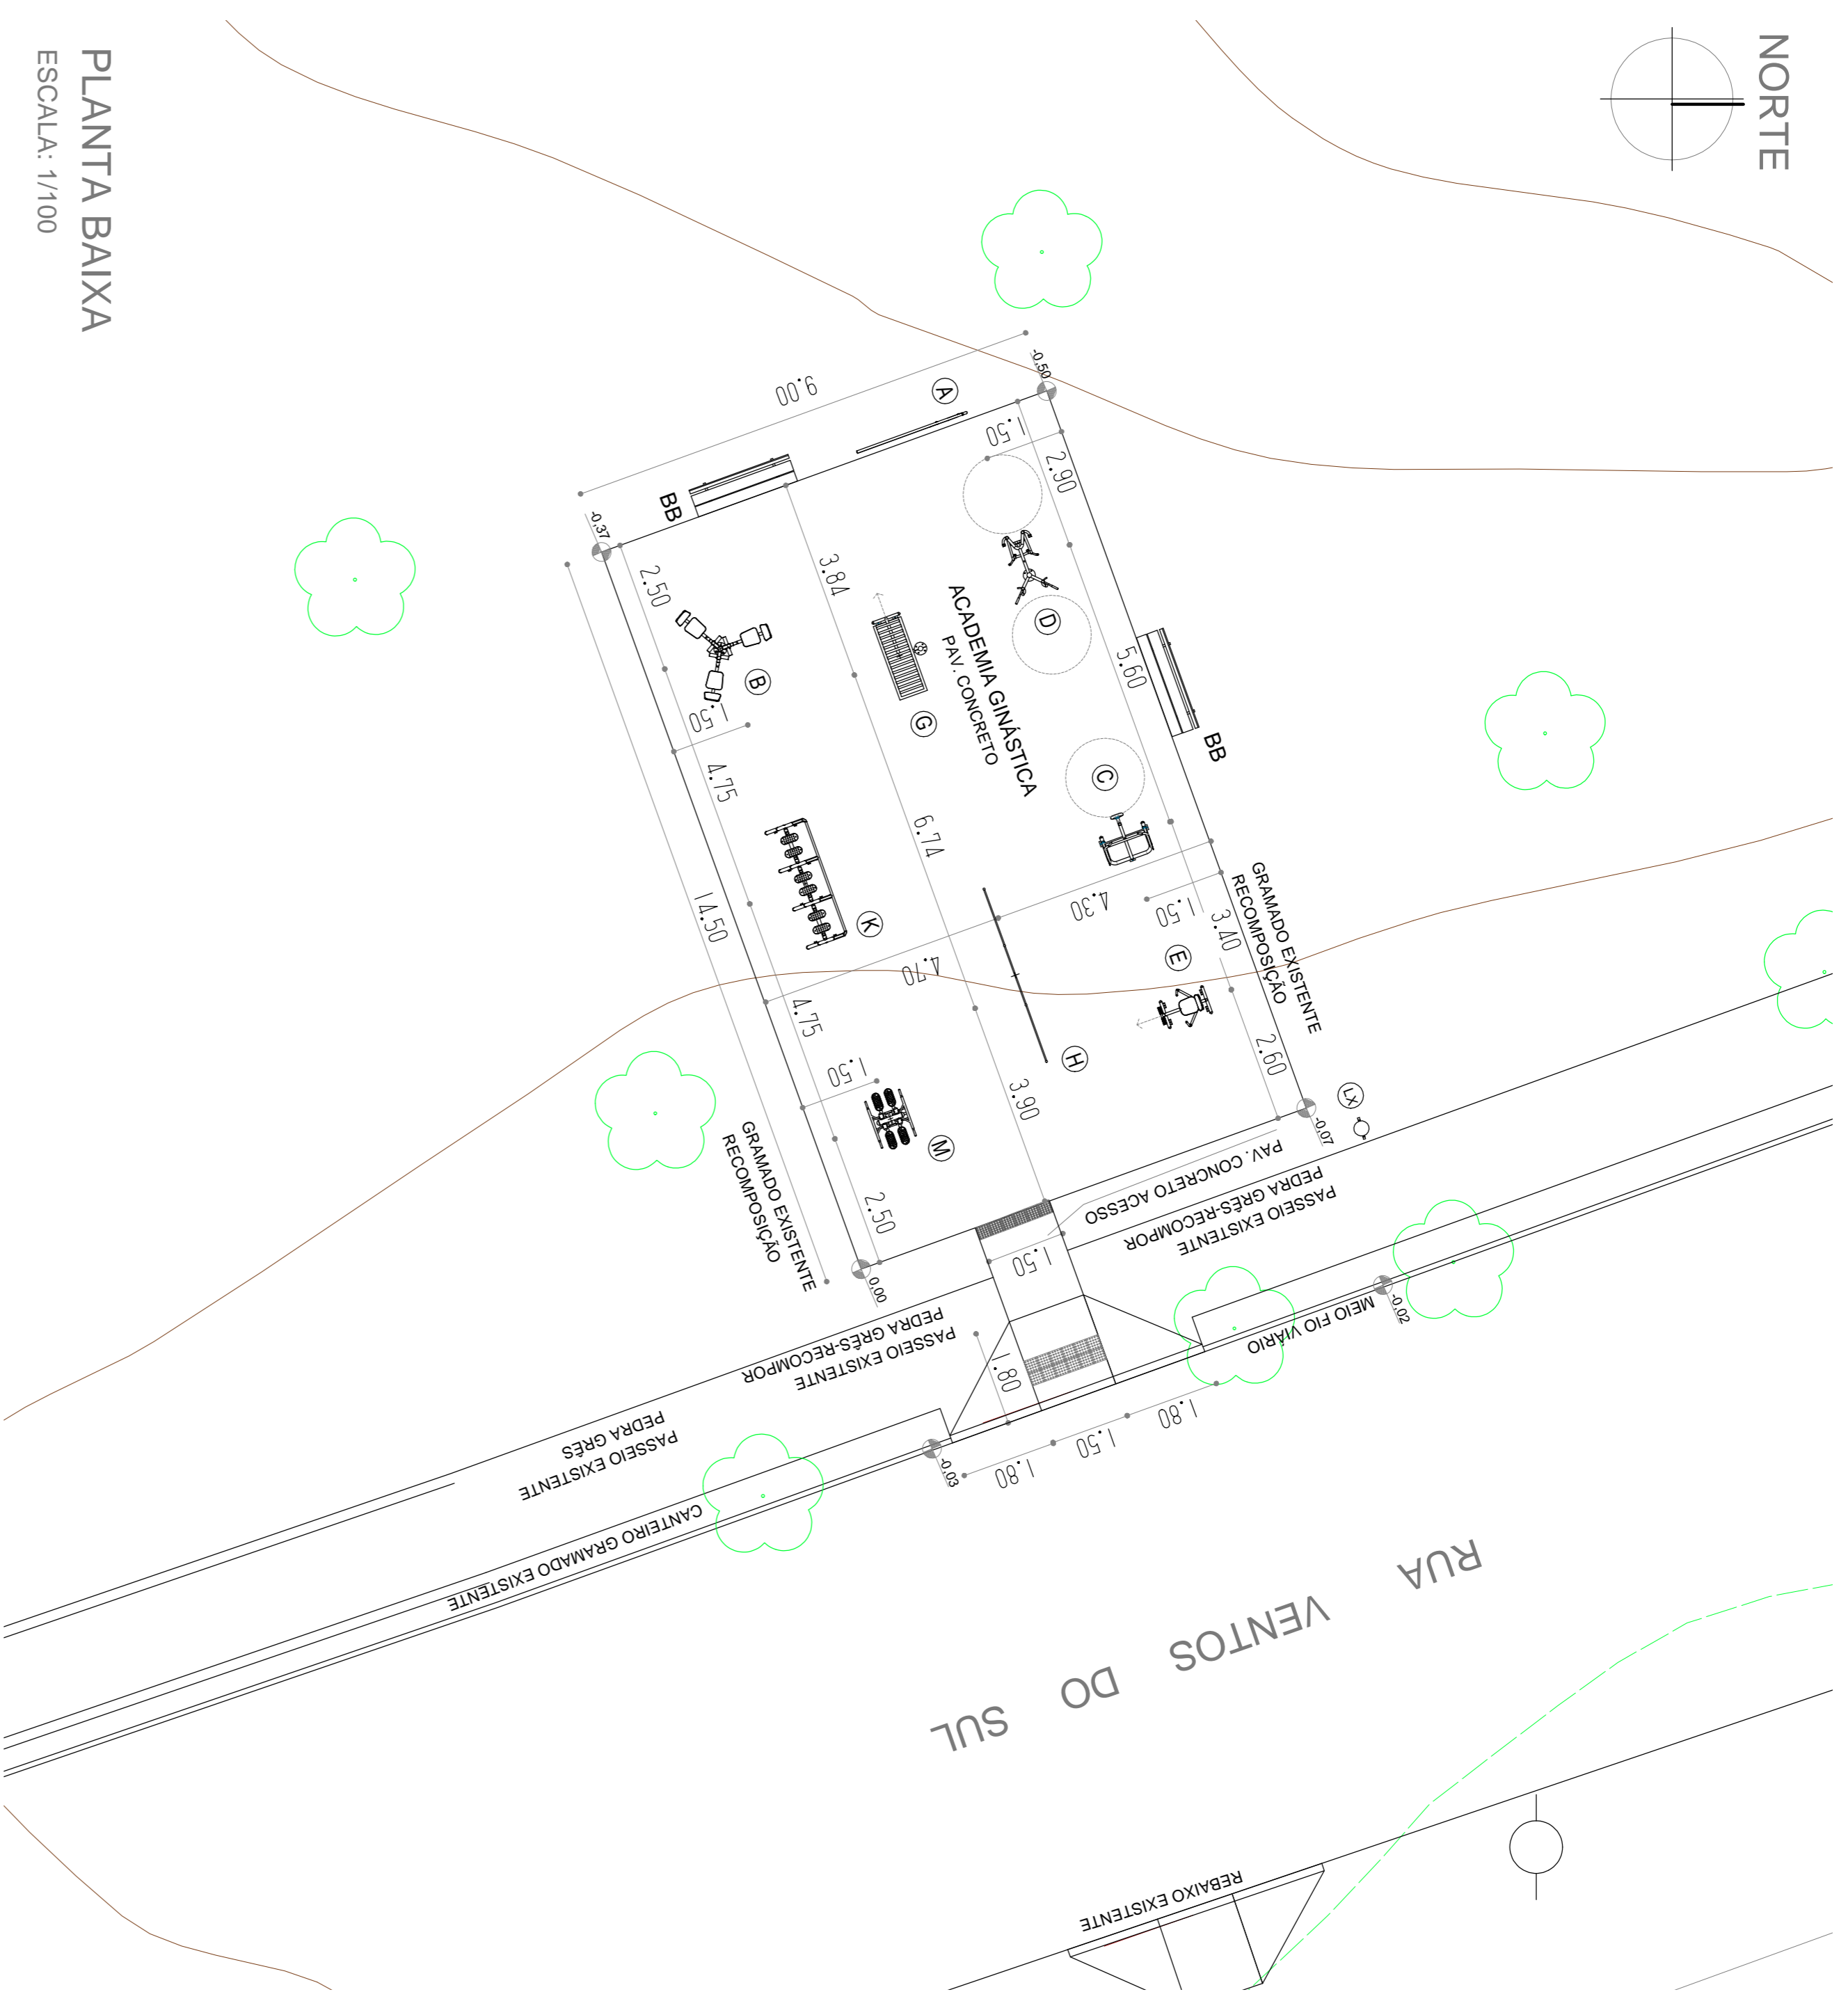 PLANTA BAIXA
ESCALA: 1/100
NORTE
9.00
A
-0,50
1.50
2.90
BB
-0,37
2.50
3.84
D
ACADEMIA GINÁSTICA
PAV. CONCRETO
B
1.50
G
5.60
BB
C
4.75
6.74
14.50
K
4.30
1.50
3.40
GRAMADO EXISTENTE
RECOMPOSIÇÃO
E
4.70
4.75
H
1.50
3.90
2.60
LX
-0,07
M
GRAMADO EXISTENTE
RECOMPOSIÇÃO
2.50
0,00
PAV. CONCRETO ACESSO
PASSEIO EXISTENTE
PEDRA GRÊS-RECOMPOR
1.50
MEIO FIO VIÁRIO
-0,02
PASSEIO EXISTENTE
PEDRA GRÊS-RECOMPOR
1.80
1.80
1.50
1.80
-0,03
PASSEIO EXISTENTE
PEDRA GRÊS
CANTEIRO GRAMADO EXISTENTE
RUA VENTOS DO SUL
REBAIXO EXISTENTE